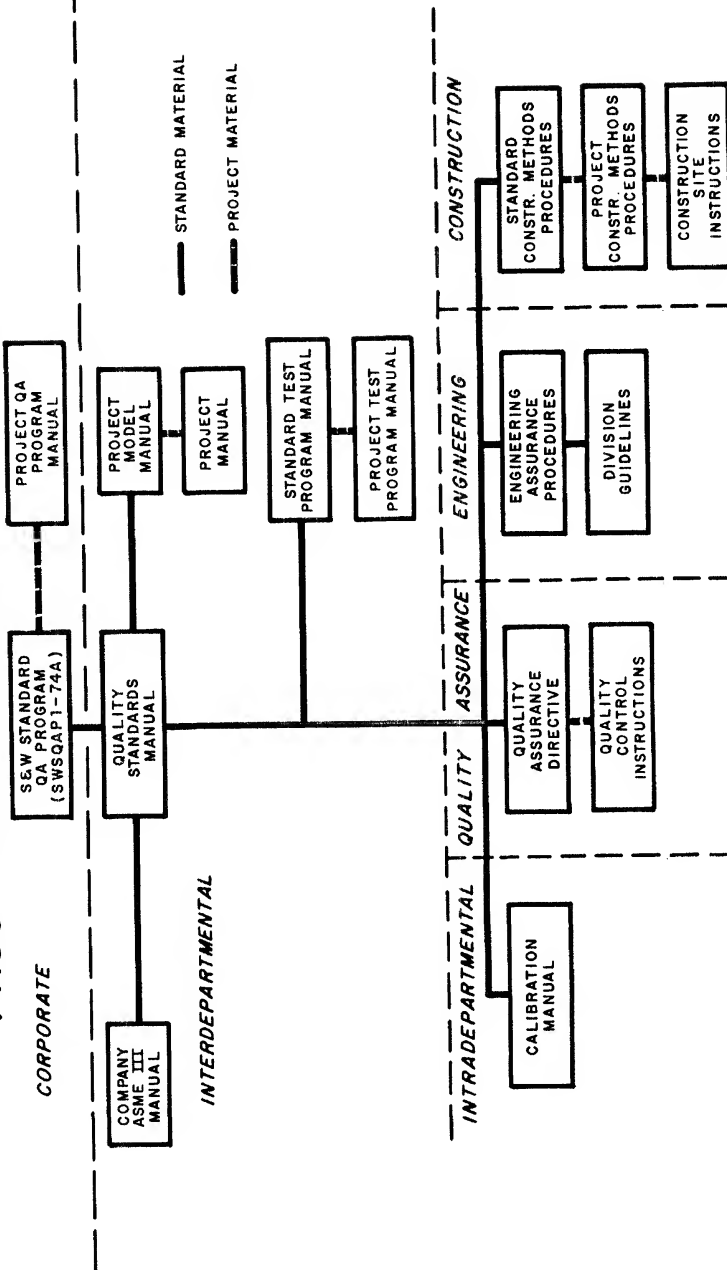 CORPORATE
S&W STANDARD
QA PROGRAM
(SWSQAP1-74A)
PROJECT QA
PROGRAM
MANUAL
INTERDEPARTMENTAL
COMPANY
ASME III
MANUAL
QUALITY
STANDARDS
MANUAL
PROJECT
MODEL
MANUAL
PROJECT
MANUAL
STANDARD TEST
PROGRAM MANUAL
PROJECT TEST
PROGRAM MANUAL
STANDARD MATERIAL
PROJECT MATERIAL
INTRADEPARTMENTAL
CALIBRATION
MANUAL
QUALITY ASSURANCE
QUALITY
ASSURANCE
DIRECTIVE
QUALITY
CONTROL
INSTRUCTIONS
ENGINEERING
ENGINEERING
ASSURANCE
PROCEDURES
DIVISION
GUIDELINES
CONSTRUCTION
STANDARD
CONSTR. METHODS
PROCEDURES
PROJECT
CONSTR. METHODS
PROCEDURES
CONSTRUCTION
SITE
INSTRUCTIONS